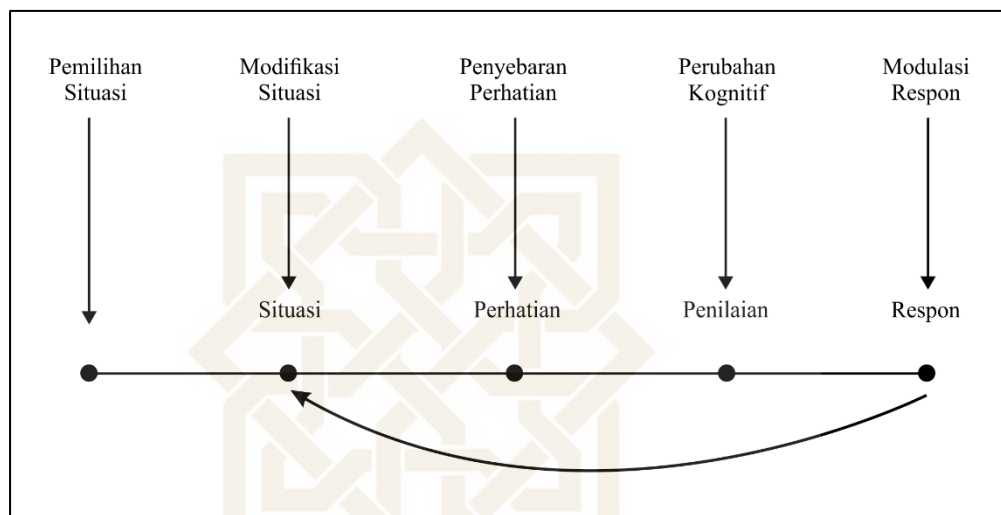 Pemilihan
Situasi
Modifikasi
Situasi
Penyebaran
Perhatian
Perubahan
Kognitif
Modulasi
Respon
Situasi
Perhatian
Penilaian
Respon